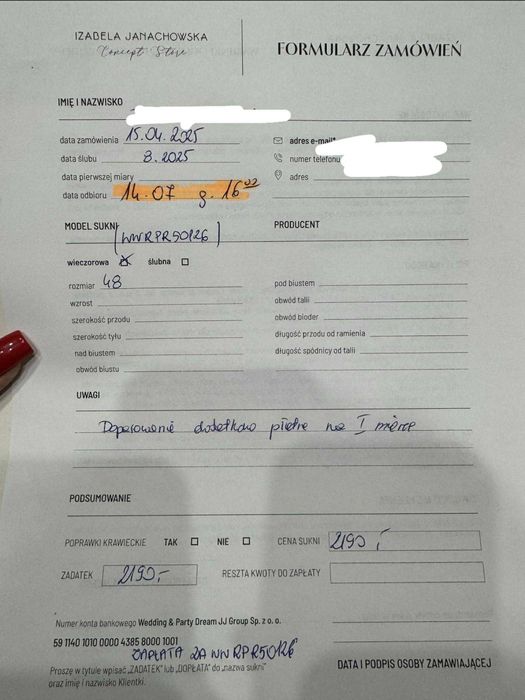 IZABELA JANACHOWSKA
Concept Store
FORMULARZ ZAMÓWIEŃ
IMIĘ I NAZWISKO
data zamówienia 15.04.2025
data ślubu 8.2025
data pierwszej miary
data odbioru 14.07 g. 16⁰⁰
adres e-mail*
numer telefonu
adres
MODEL SUKNI (WWRPR50126)
PRODUCENT
wieczorowa ☒ ślubna ☐
rozmiar 48
wzrost
szerokość przodu
szerokość tyłu
nad biustem
obwód biustu
pod biustem
obwód talii
obwód bioder
długość przodu od ramienia
długość spódnicy od talii
UWAGI
Dopasowanie dodatkowo płatne na I miarce
PODSUMOWANIE
POPRAWKI KRAWIECKIE TAK ☐ NIE ☐ CENA SUKNI 2190,-
ZADATEK 2190,- RESZTA KWOTY DO ZAPŁATY
Numer konta bankowego Wedding & Party Dream JJ Group Sp. z o. o.
59 1140 1010 0000 4385 8000 1001
ZAPŁATA ZA WWRPR50126
Proszę w tytule wpisać „ZADATEK" lub „DOPŁATA" do „nazwa sukni"
oraz imię i nazwisko Klientki.
DATA I PODPIS OSOBY ZAMAWIAJĄCEJ